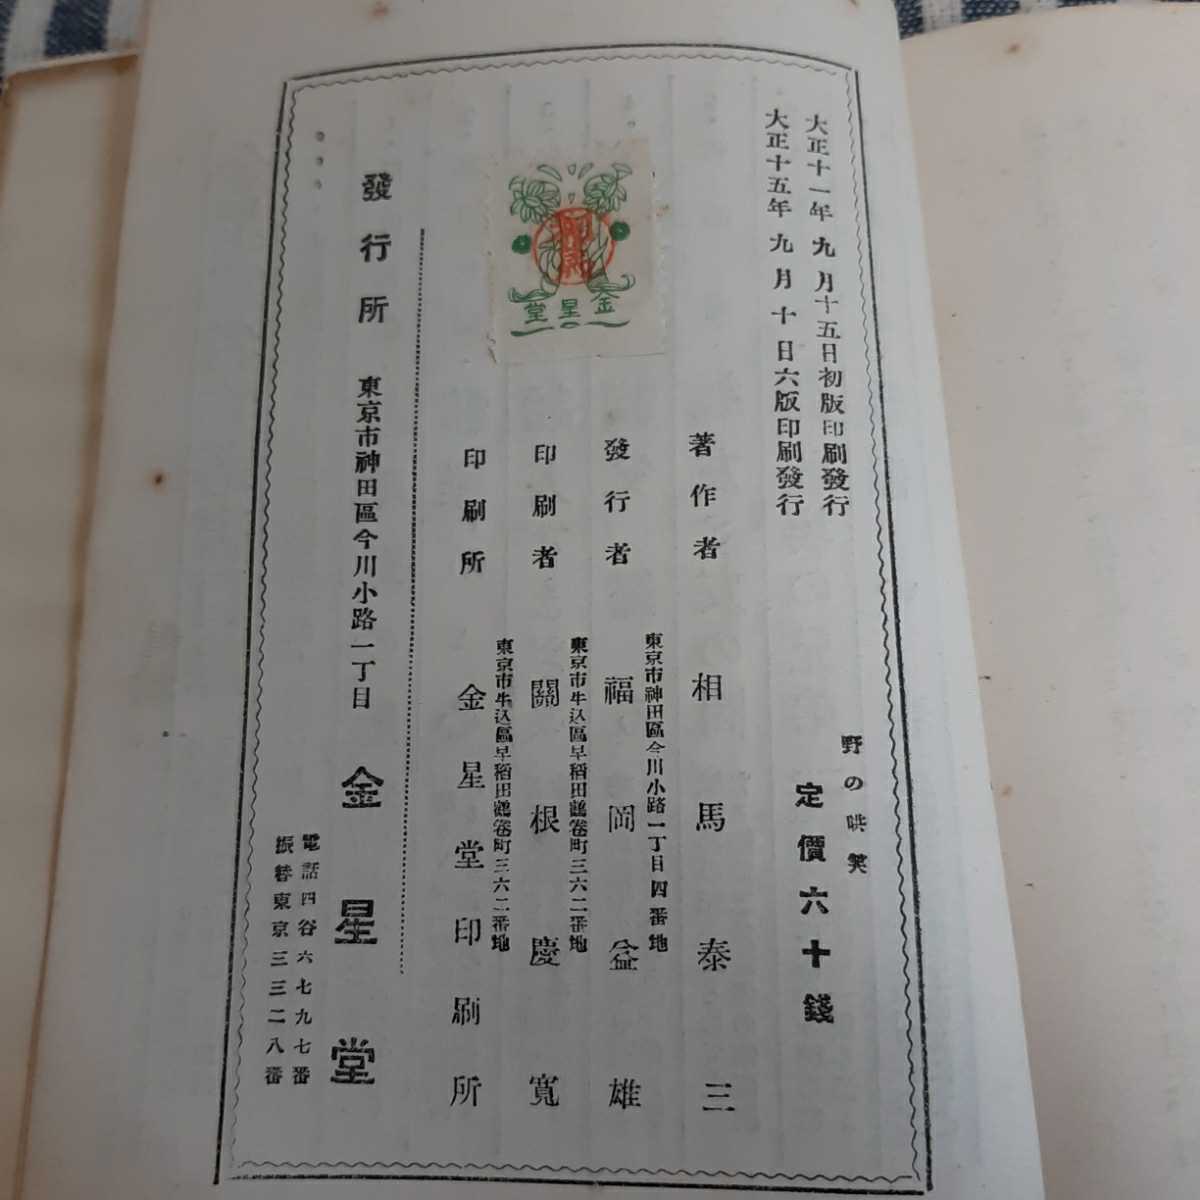 大正十一年九月十五日初版印刷發行
大正十五年九月十日六版印刷發行
野の哄笑
定價六十錢
著作者 相馬泰三
東京市神田區今川小路一丁目四番地
發行者 福岡益雄
東京市牛込區早稻田鶴卷町三六二番地
印刷者 關根慶寬
東京市牛込區早稻田鶴卷町三六二番地
印刷所 金星堂印刷所
金星堂
發行所 東京市神田區今川小路一丁目 金星堂
電話四谷六七九七番
振替東京三三二八番